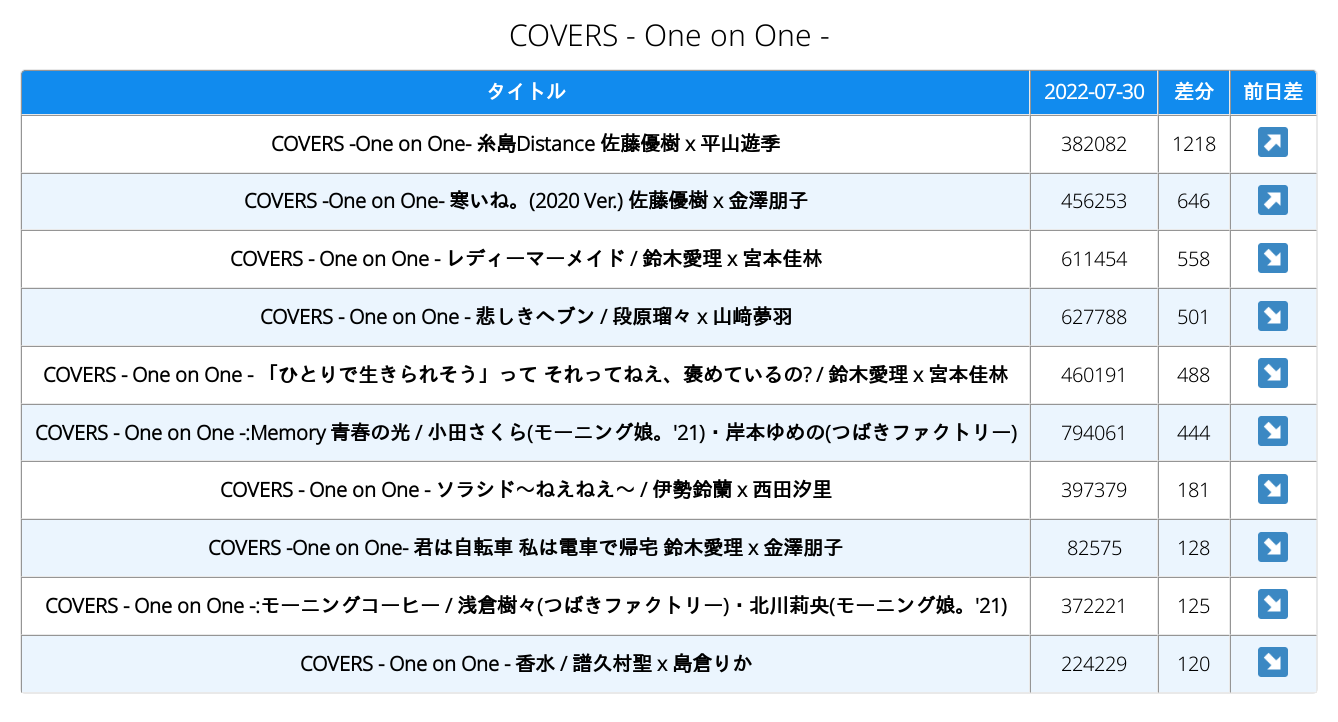 COVERS - One on One -
タイトル 2022-07-30 差分 前日差
COVERS -One on One- 糸島Distance 佐藤優樹 x 平山遊季 382082 1218 ↗
COVERS -One on One- 寒いね。(2020 Ver.) 佐藤優樹 x 金澤朋子 456253 646 ↗
COVERS - One on One - レディーマーメイド / 鈴木愛理 x 宮本佳林 611454 558 ↘
COVERS - One on One - 悲しきヘブン / 段原瑠々 x 山﨑夢羽 627788 501 ↘
COVERS - One on One - 「ひとりで生きられそう」って それってねえ、褒めているの? / 鈴木愛理 x 宮本佳林 460191 488 ↘
COVERS - One on One -:Memory 青春の光 / 小田さくら(モーニング娘。'21)・岸本ゆめの(つばきファクトリー) 794061 444 ↘
COVERS - One on One - ソラシド〜ねえねえ〜 / 伊勢鈴蘭 x 西田汐里 397379 181 ↘
COVERS -One on One- 君は自転車 私は電車で帰宅 鈴木愛理 x 金澤朋子 82575 128 ↘
COVERS - One on One -:モーニングコーヒー / 浅倉樹々(つばきファクトリー)・北川莉央(モーニング娘。'21) 372221 125 ↘
COVERS - One on One - 香水 / 譜久村聖 x 島倉りか 224229 120 ↘